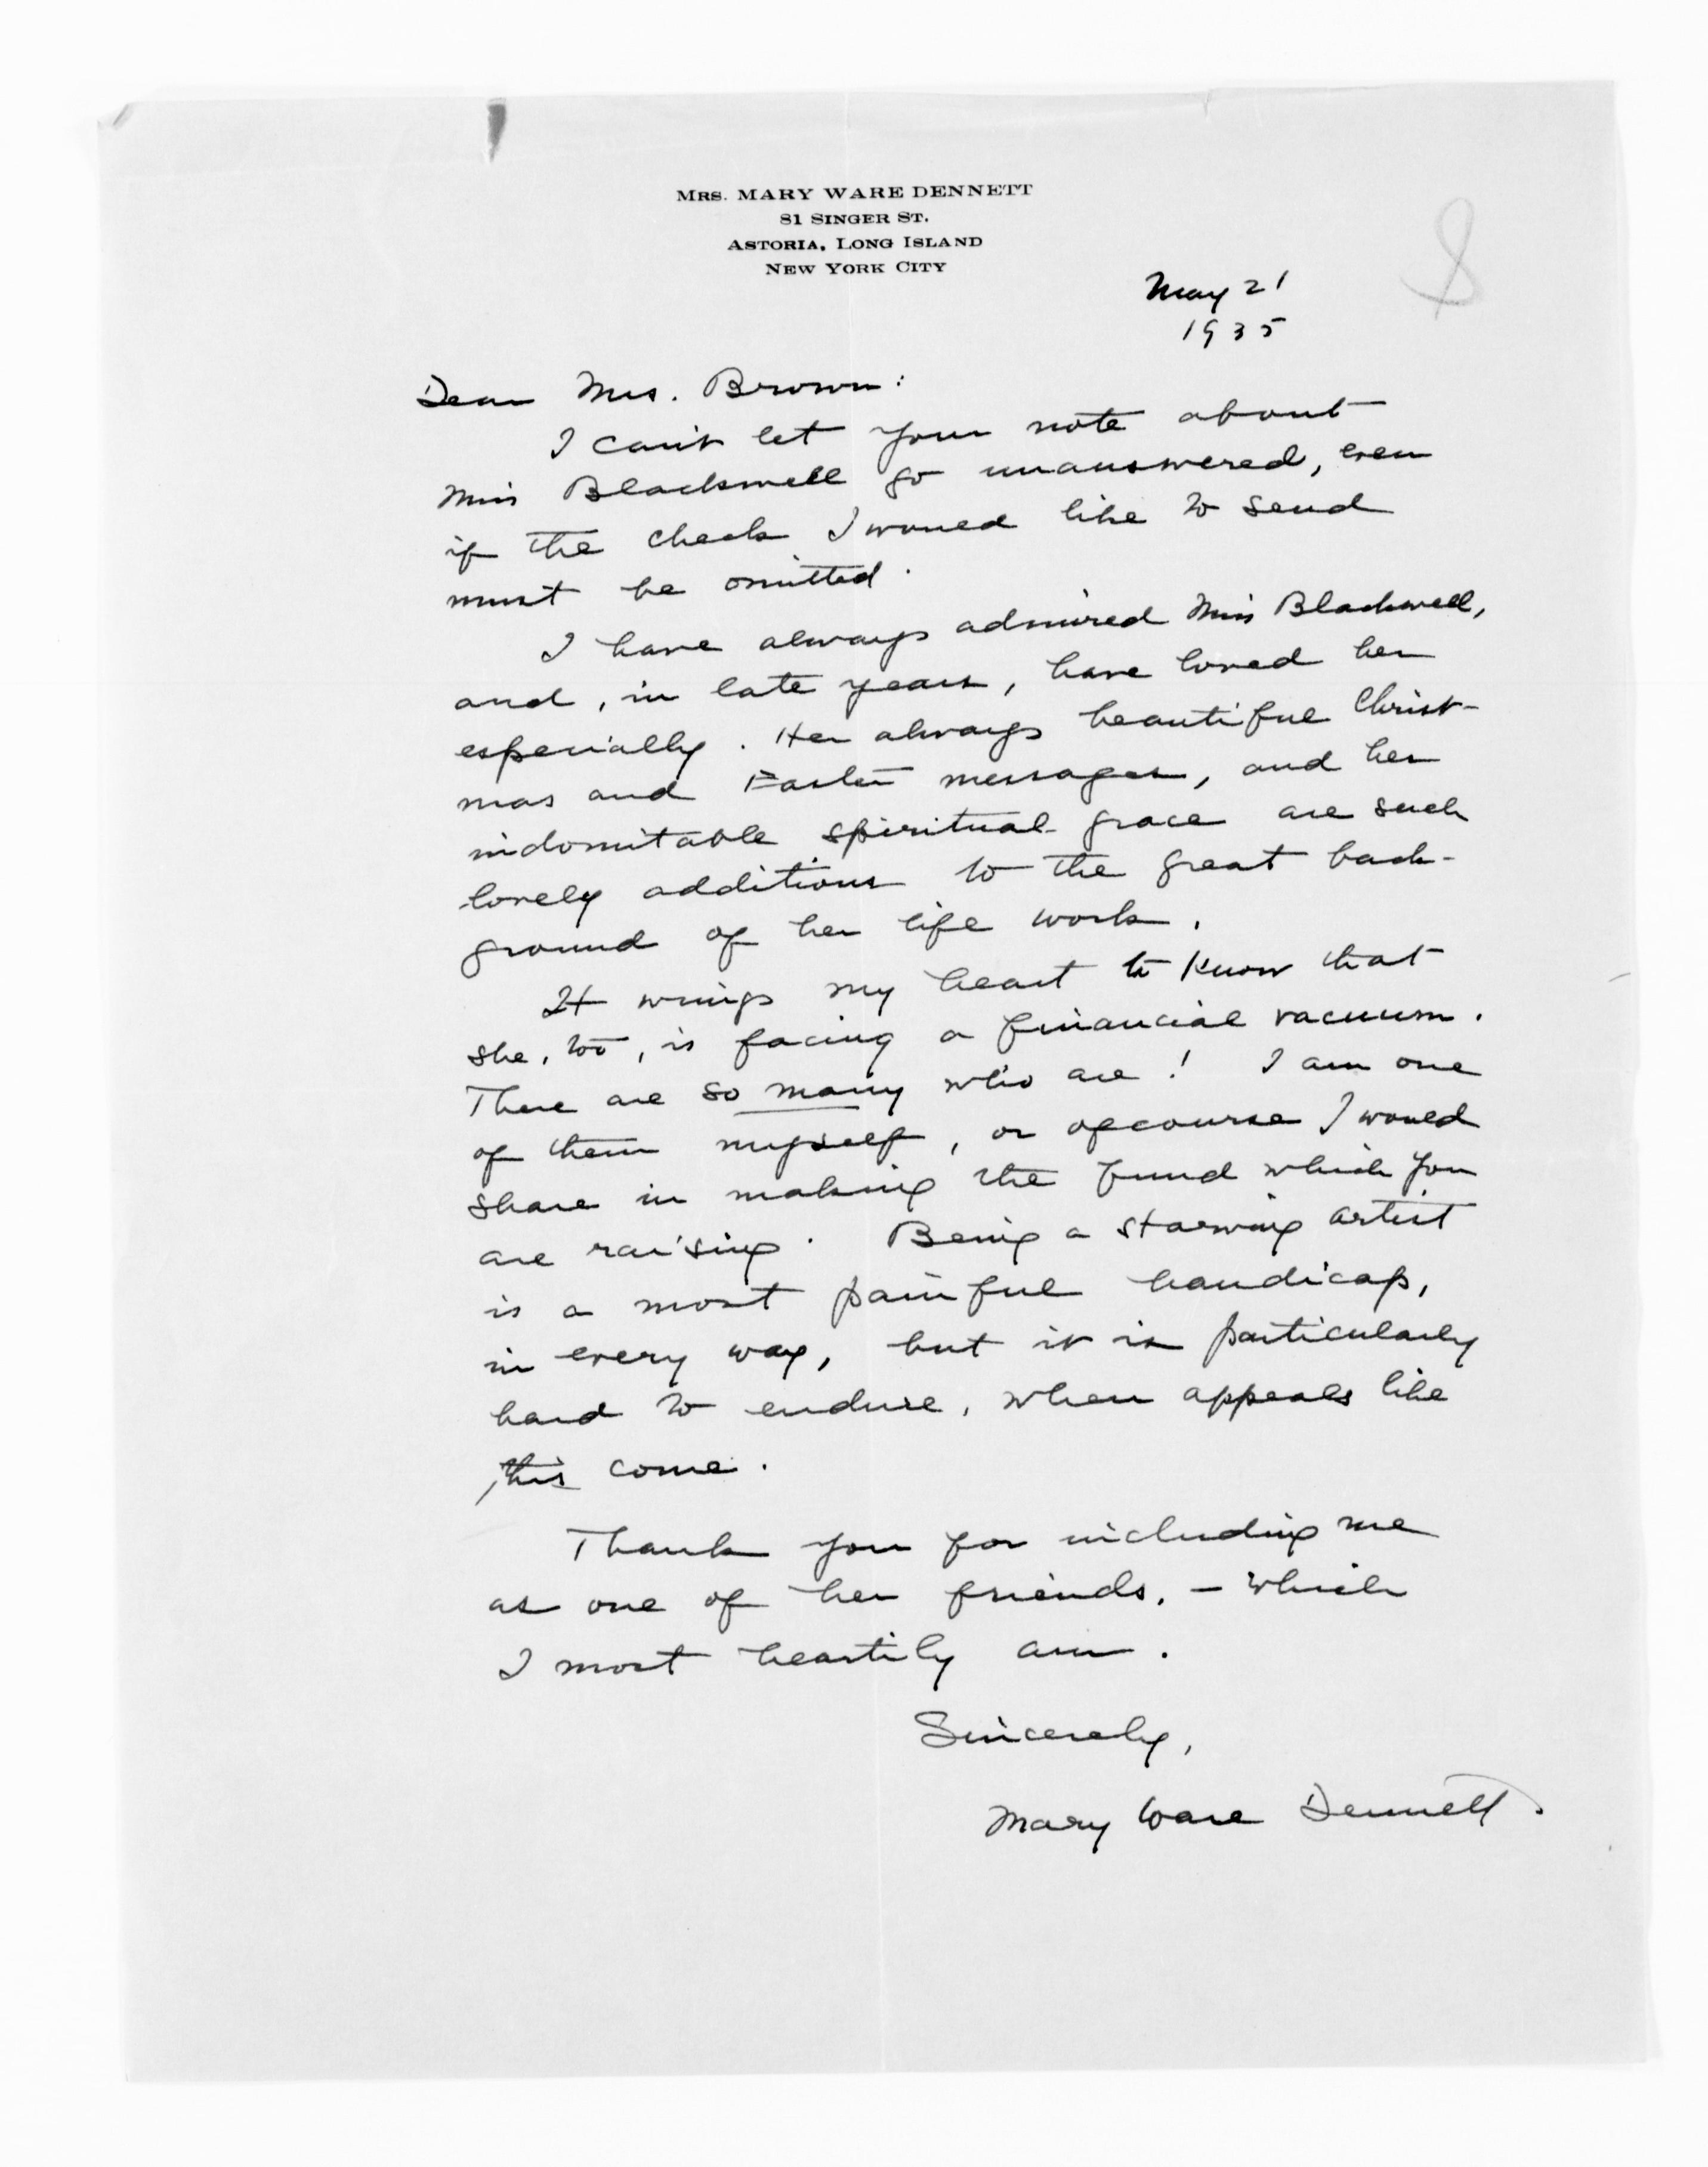 MRS. MARY WARE DENNETT
81 SINGER ST.
ASTORIA, LONG ISLAND
NEW YORK CITY
May 21
1935
Dear Mrs. Brown:
I can't let your note about
Miss Blackwell go unanswered, even
if the check I would like to send
must be omitted.
I have always admired Miss Blackwell,
and, in late years, have loved her
especially. Her always beautiful Christ-
mas and Easter messages, and her
indomitable spiritual grace are such
lovely additions to the great back-
ground of her life work.
It wrings my heart to know that
she, too, is facing a financial vacuum.
There are so many who are! I am one
of them myself, or of course I would
share in making the fund which you
are raising. Being a starving artist
is a most painful handicap,
in every way, but it is particularly
hard to endure, when appeals like
this come.
Thank you for including me
as one of her friends, - which
I most heartily am.
Sincerely,
Mary Ware Dennett.